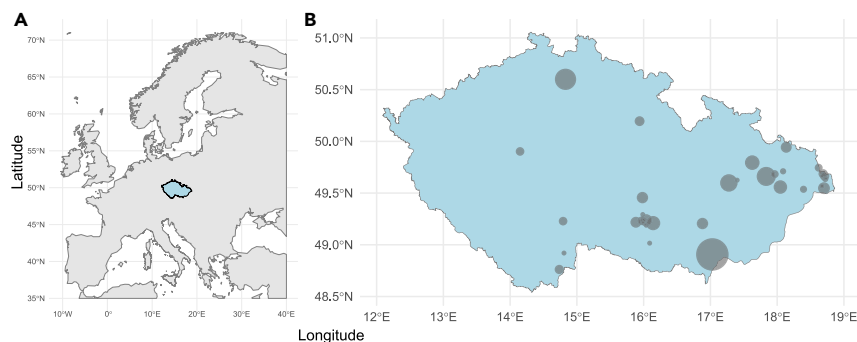 A
B
Latitude
70°N
65°N
60°N
55°N
50°N
45°N
40°N
35°N
10°W 0° 10°E 20°E 30°E 40°E
51.0°N
50.5°N
50.0°N
49.5°N
49.0°N
48.5°N
12°E 13°E 14°E 15°E 16°E 17°E 18°E 19°E
Longitude